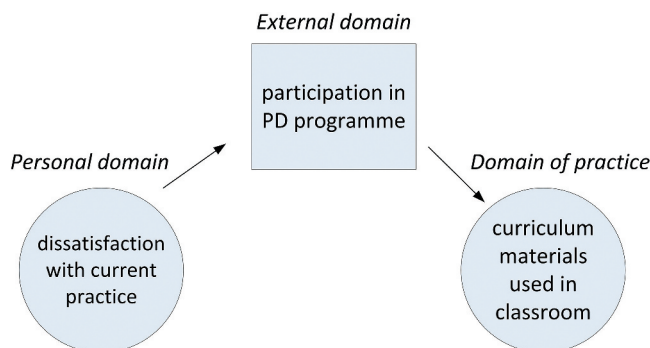 External domain
participation in
PD programme
Personal domain
dissatisfaction
with current
practice
Domain of practice
curriculum
materials
used in
classroom